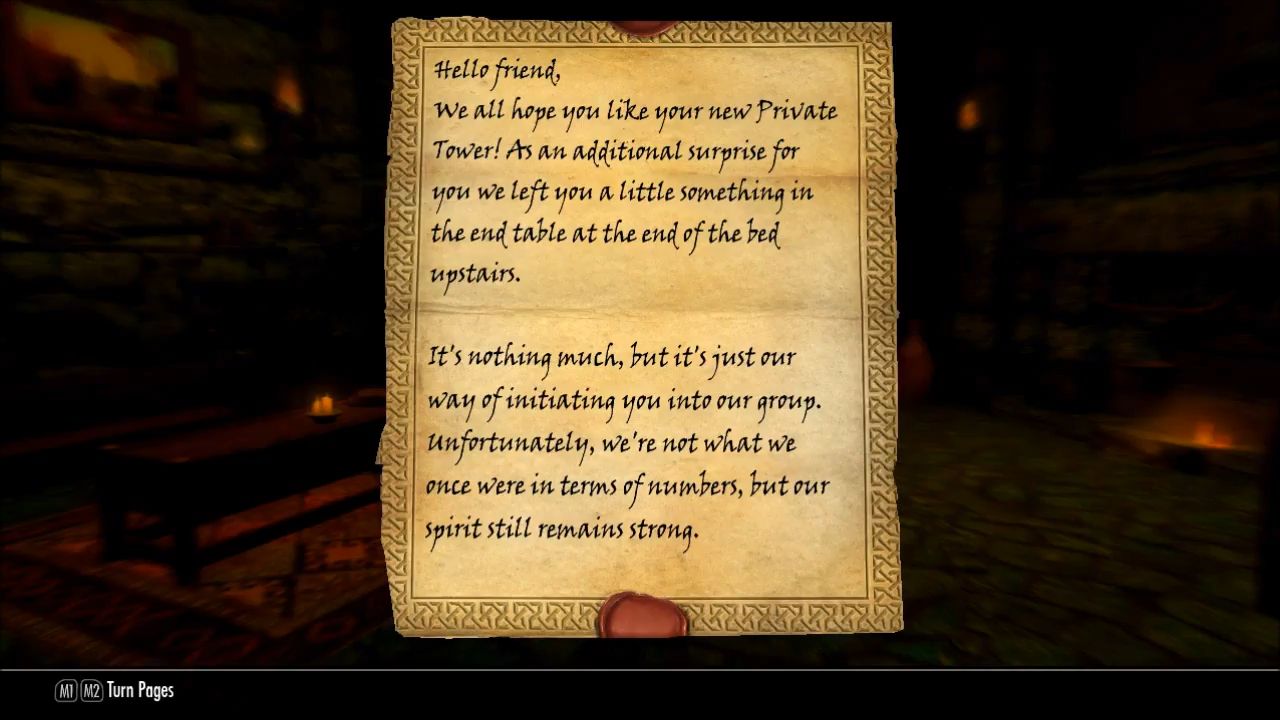 Hello friend,
We all hope you like your new Private
Tower! As an additional surprise for
you we left you a little something in
the end table at the end of the bed
upstairs.
It's nothing much, but it's just our
way of initiating you into our group.
Unfortunately, we're not what we
once were in terms of numbers, but our
spirit still remains strong.
M1 M2 Turn Pages